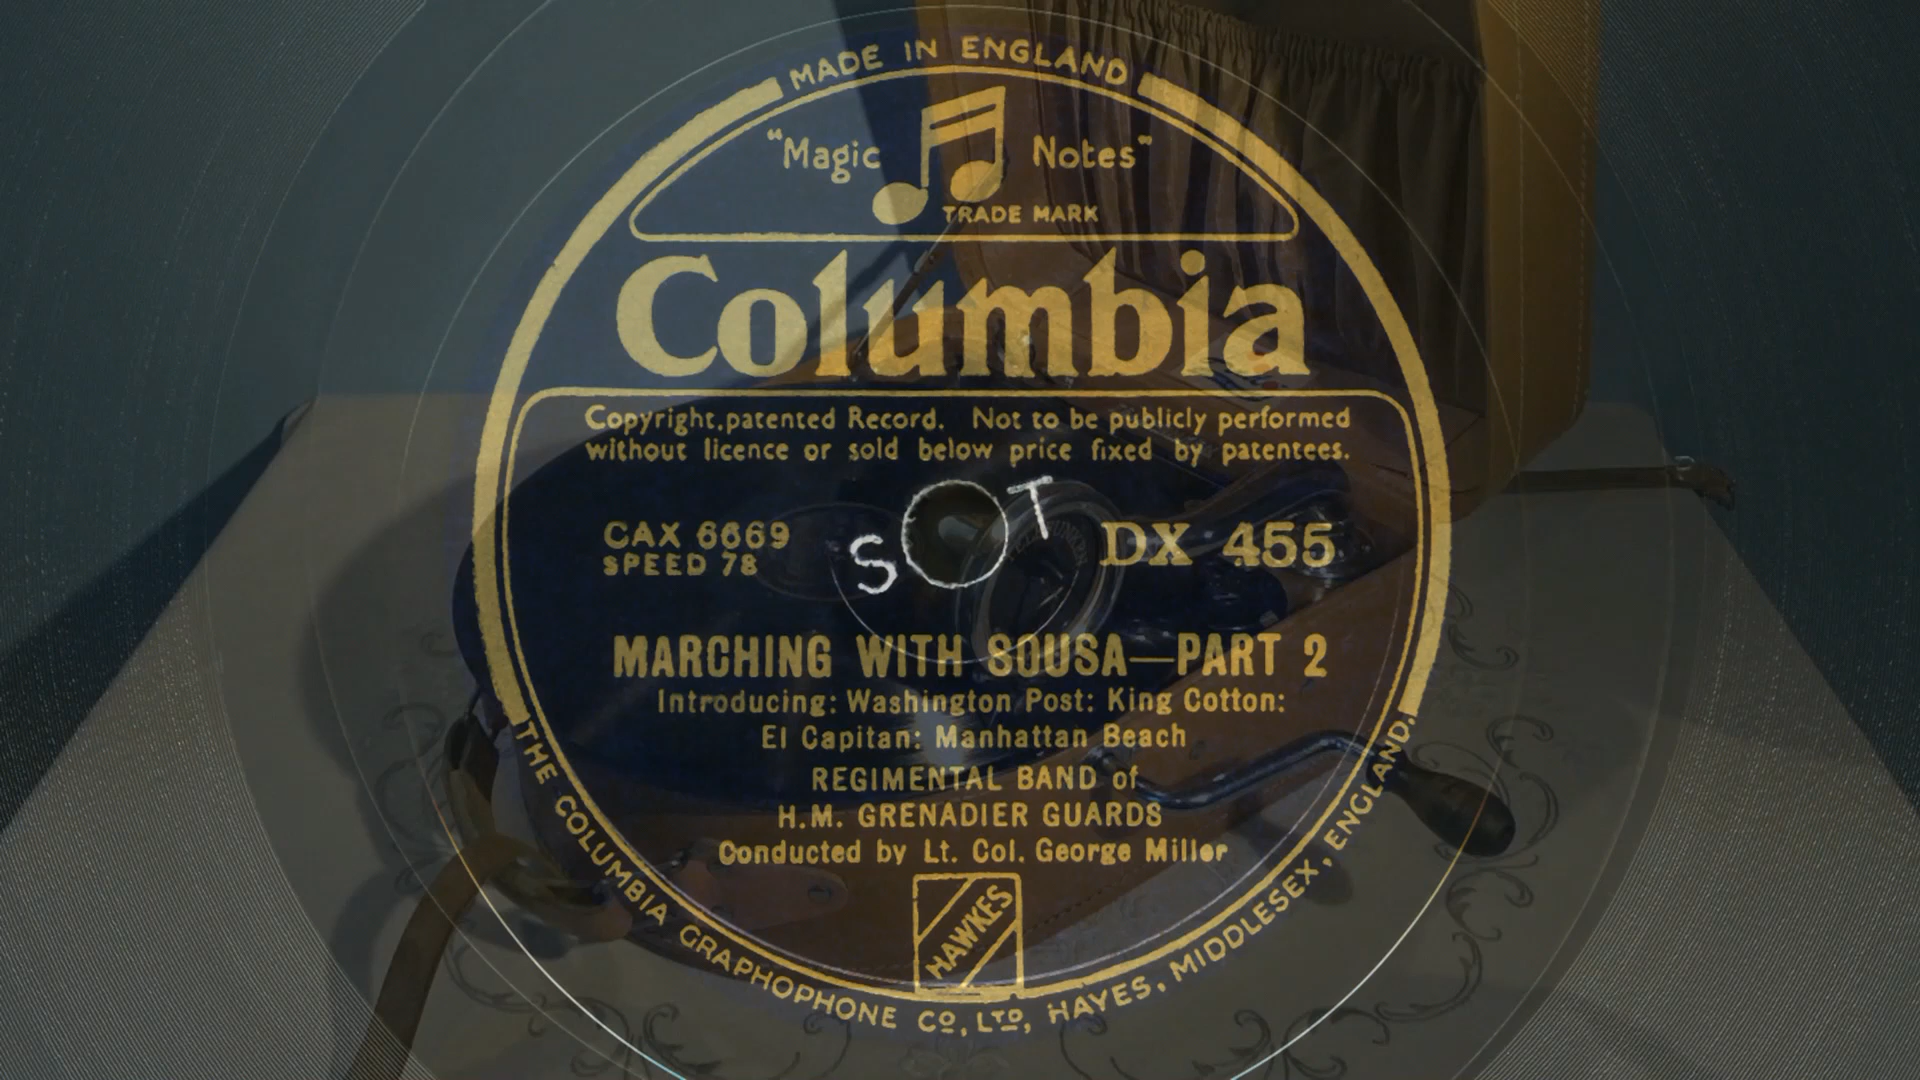 MADE IN ENGLAND
"Magic Notes"
TRADE MARK
Columbia
Copyright, patented Record. Not to be publicly performed
without licence or sold below price fixed by patentees.
S T
CAX 6669 DX 455
SPEED 78
MARCHING WITH SOUSA—PART 2
Introducing: Washington Post: King Cotton:
El Capitan: Manhattan Beach
REGIMENTAL BAND of
H.M. GRENADIER GUARDS
Conducted by Lt. Col. George Miller
HAWKES
THE COLUMBIA GRAPHOPHONE CO, LTD, HAYES, MIDDLESEX, ENGLAND.